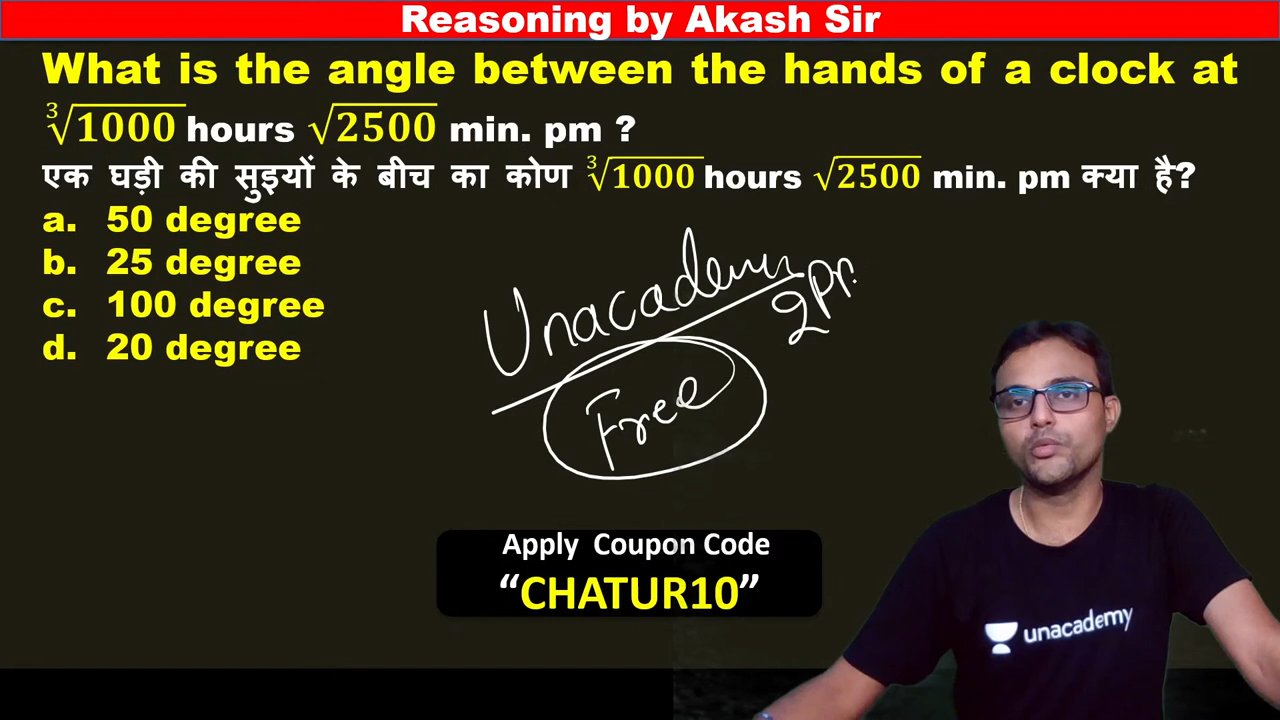 Reasoning by Akash Sir
What is the angle between the hands of a clock at
∛1000 hours √2500 min. pm ?
एक घड़ी की सुइयों के बीच का कोण ∛1000 hours √2500 min. pm क्या है?
a. 50 degree
b. 25 degree
c. 100 degree
d. 20 degree
Unacademy
2 pm
Free
Apply Coupon Code
“CHATUR10”
unacademy